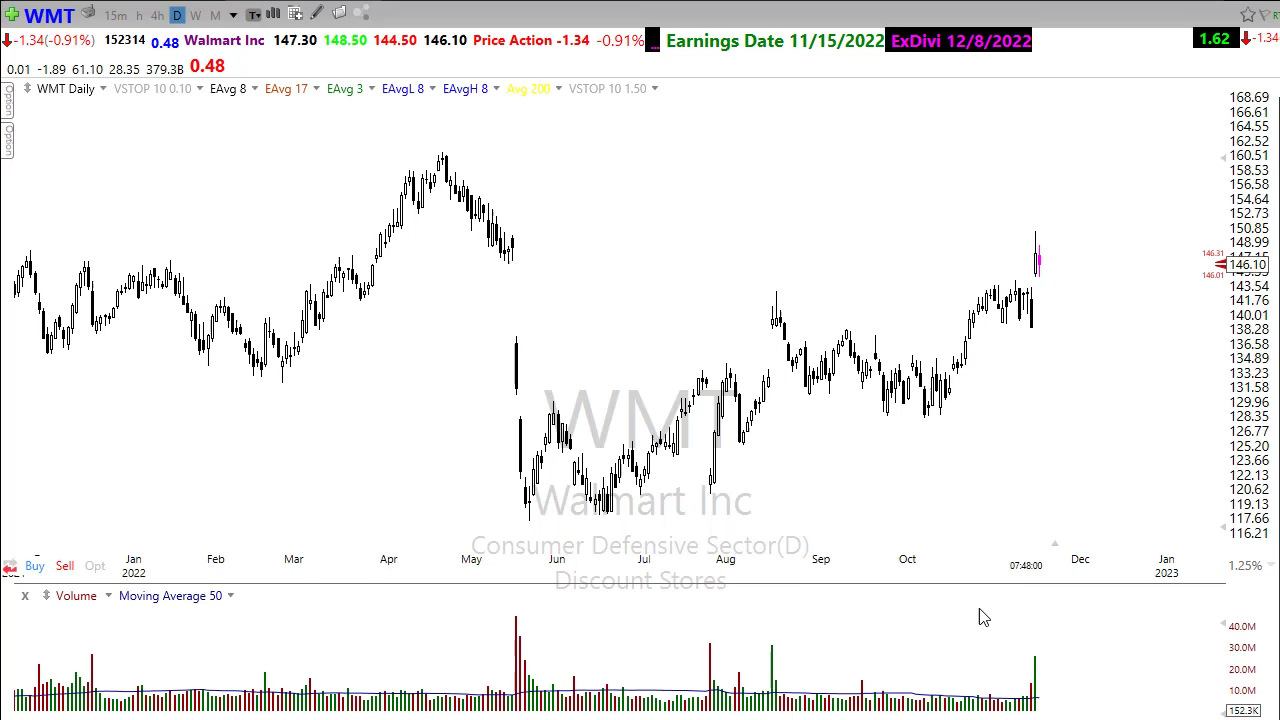 WMT 15m h 4h D W M T
-1.34(-0.91%) 152314 0.48 Walmart Inc 147.30 148.50 144.50 146.10 Price Action -1.34 -0.91% ... Earnings Date 11/15/2022 ExDivi 12/8/2022 1.62 -1.34
0.01 -1.89 61.10 28.35 379.3B 0.48
Option
Option
WMT Daily VSTOP 10 0.10 EAvg 8 EAvg 17 EAvg 3 EAvgL 8 EAvgH 8 Avg 200 VSTOP 10 1.50
168.69
166.61
164.55
162.52
160.51
158.53
156.58
154.64
152.73
150.85
148.99
146.31
146.10
146.01
143.54
141.76
140.01
138.28
136.58
134.89
133.23
131.58
129.96
128.35
126.77
125.20
123.66
122.13
120.62
119.13
117.66
116.21
WMT
Walmart Inc
Consumer Defensive Sector(D)
Discount Stores
Jan Feb Mar Apr May Jun Jul Aug Sep Oct Dec Jan
2022 2023
07:48:00
Buy Sell Opt 1.25%
x Volume Moving Average 50
40.0M
30.0M
20.0M
10.0M
152.3K